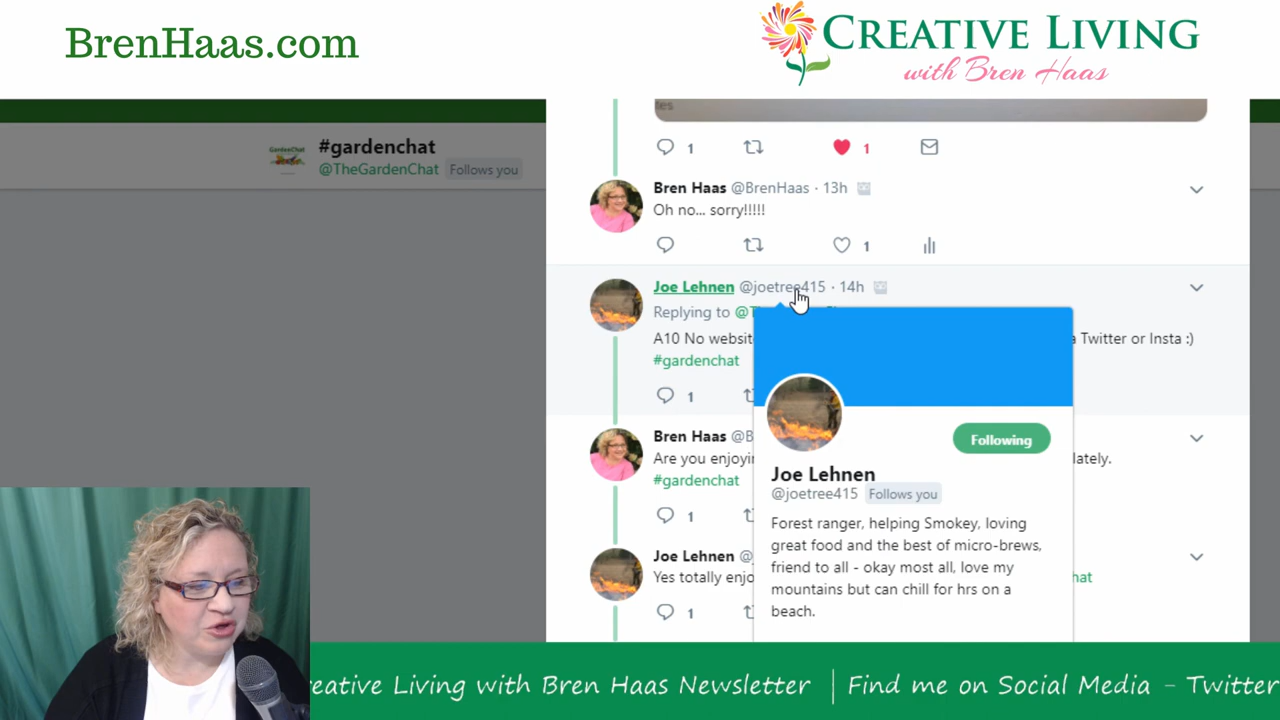 BrenHaas.com
CREATIVE LIVING
with Bren Haas
tes
#gardenchat
@TheGardenChat Follows you
1 1
Bren Haas @BrenHaas · 13h
Oh no... sorry!!!!!
1
Joe Lehnen @joetree415 · 14h
Replying to
A10 No Twitter or Insta :)
#gardenchat
1
Bren Haas
Are you lately.
#gardenchat
1
Joe Lehnen
Yes totally
1
Following
Joe Lehnen
@joetree415 Follows you
Forest ranger, helping Smokey, loving
great food and the best of micro-brews,
friend to all - okay most all, love my
mountains but can chill for hrs on a
beach.
reative Living with Bren Haas Newsletter | Find me on Social Media - Twitter